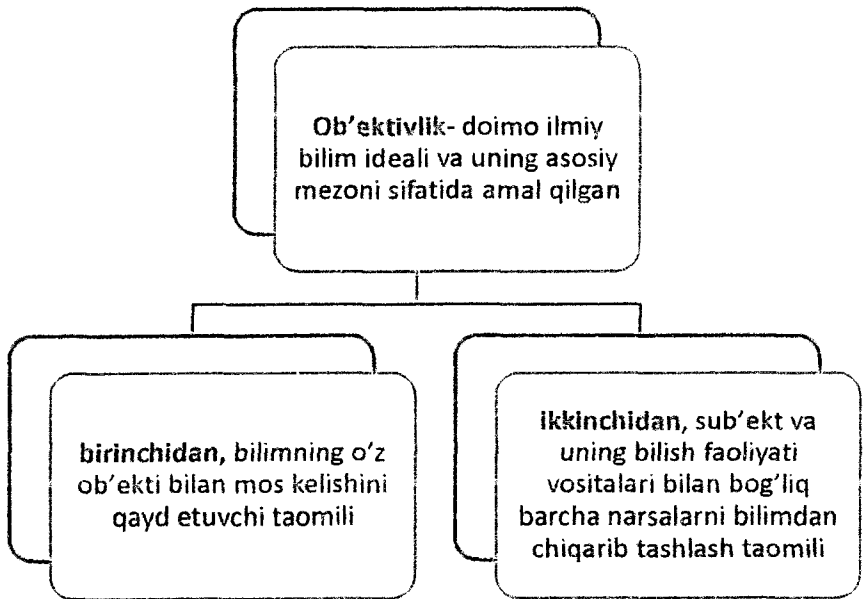 Ob'ektivlik- doimo ilmiy
bilim ideali va uning asosiy
mezoni sifatida amal qilgan
birinchidan, bilimning o'z
ob'ekti bilan mos kelishini
qayd etuvchi taomili
ikkinchidan, sub'ekt va
uning bilish faoliyati
vositalari bilan bog'liq
barcha narsalarni bilimdan
chiqarib tashlash taomili